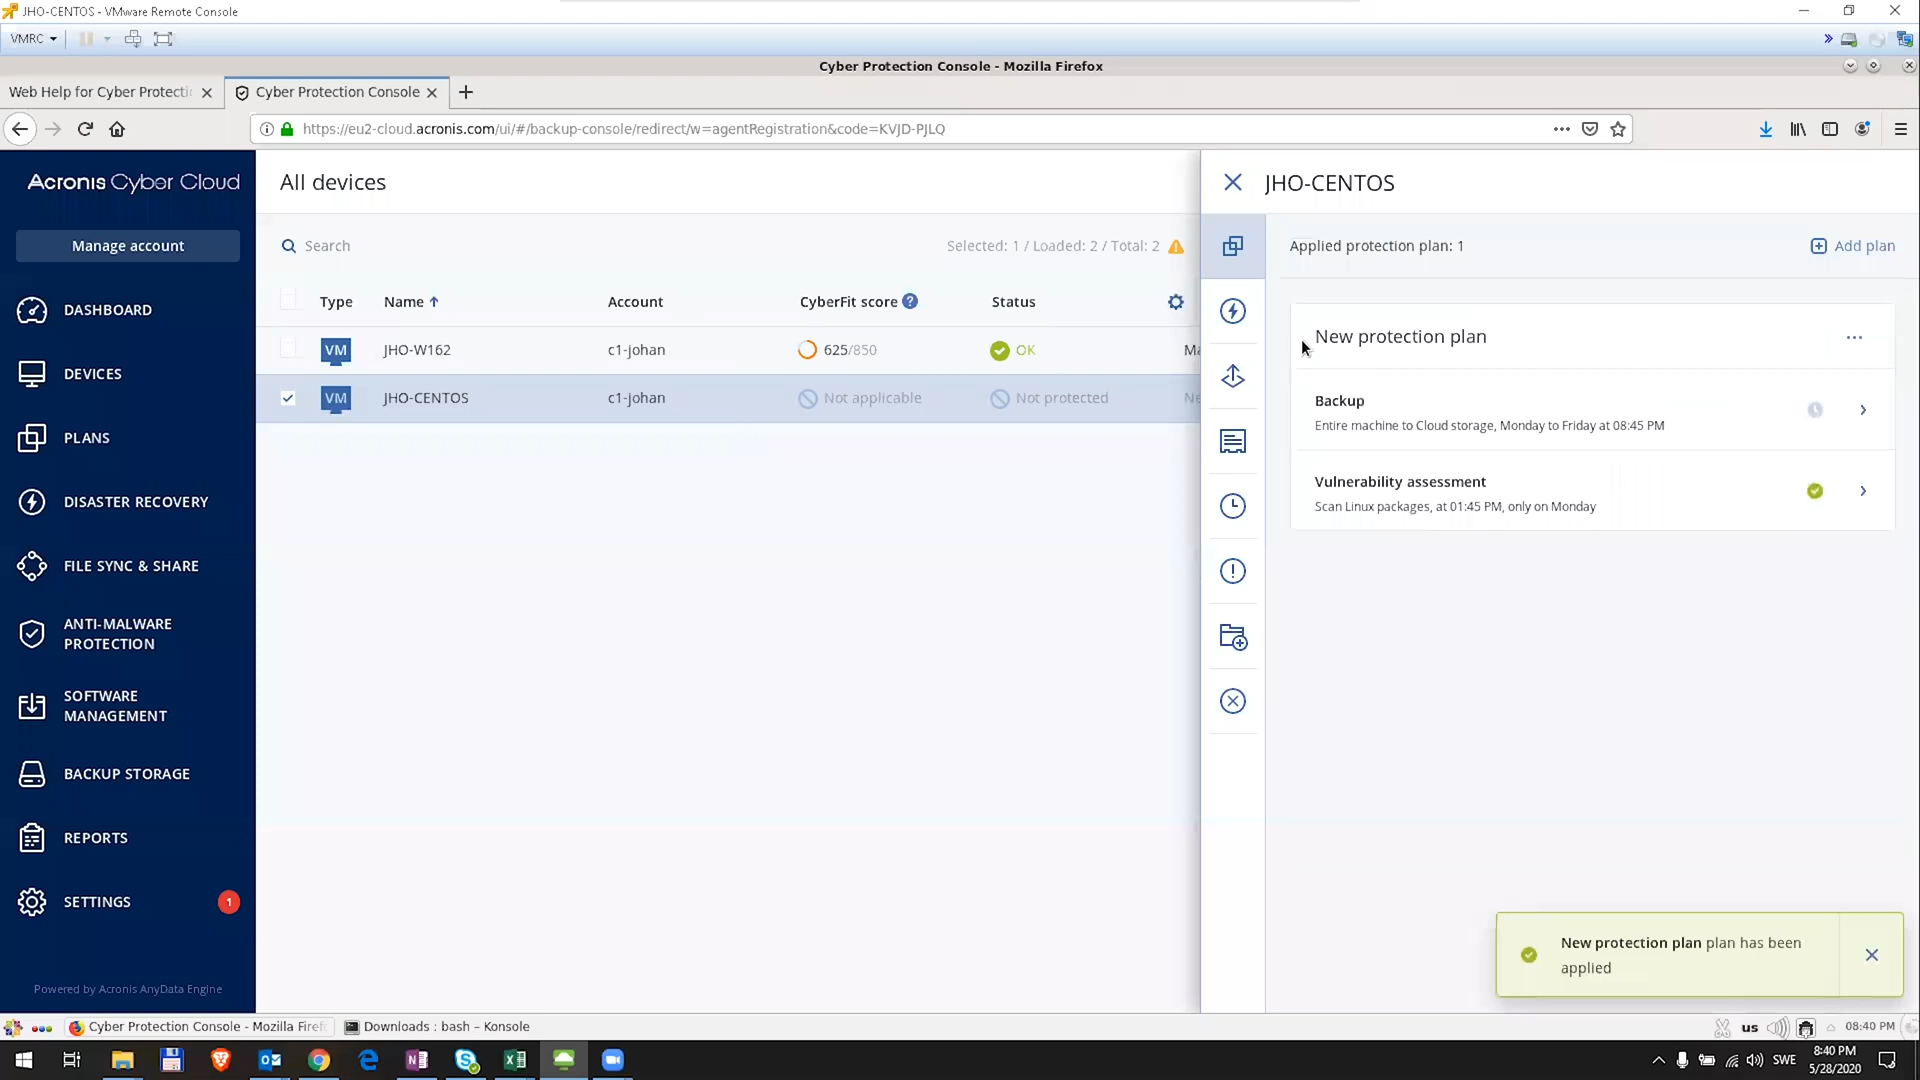 JHO-CENTOS - VMware Remote Console
VMRC
Cyber Protection Console - Mozilla Firefox
Web Help for Cyber Protecti
Cyber Protection Console
https://eu2-cloud.acronis.com/ui/#/backup-console/redirect/w=agentRegistration&code=KVJD-PJLQ
Acronis Cyber Cloud
Manage account
DASHBOARD
DEVICES
PLANS
DISASTER RECOVERY
FILE SYNC & SHARE
ANTI-MALWARE
PROTECTION
SOFTWARE
MANAGEMENT
BACKUP STORAGE
REPORTS
SETTINGS 1
Powered by Acronis AnyData Engine
All devices
Search
Selected: 1 / Loaded: 2 / Total: 2
Type Name Account CyberFit score Status
VM JHO-W162 c1-johan 625/850 OK Ma
VM JHO-CENTOS c1-johan Not applicable Not protected Ne
JHO-CENTOS
Applied protection plan: 1
Add plan
New protection plan
Backup
Entire machine to Cloud storage, Monday to Friday at 08:45 PM
Vulnerability assessment
Scan Linux packages, at 01:45 PM, only on Monday
New protection plan plan has been
applied
Cyber Protection Console - Mozilla Firef
Downloads : bash – Konsole
us
08:40 PM
SWE
8:40 PM
5/28/2020